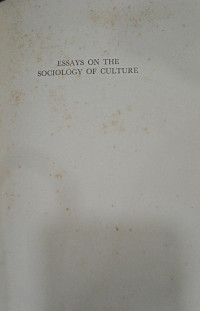 ESSAYS ON THE
SOCIOLOGY OF CULTURE